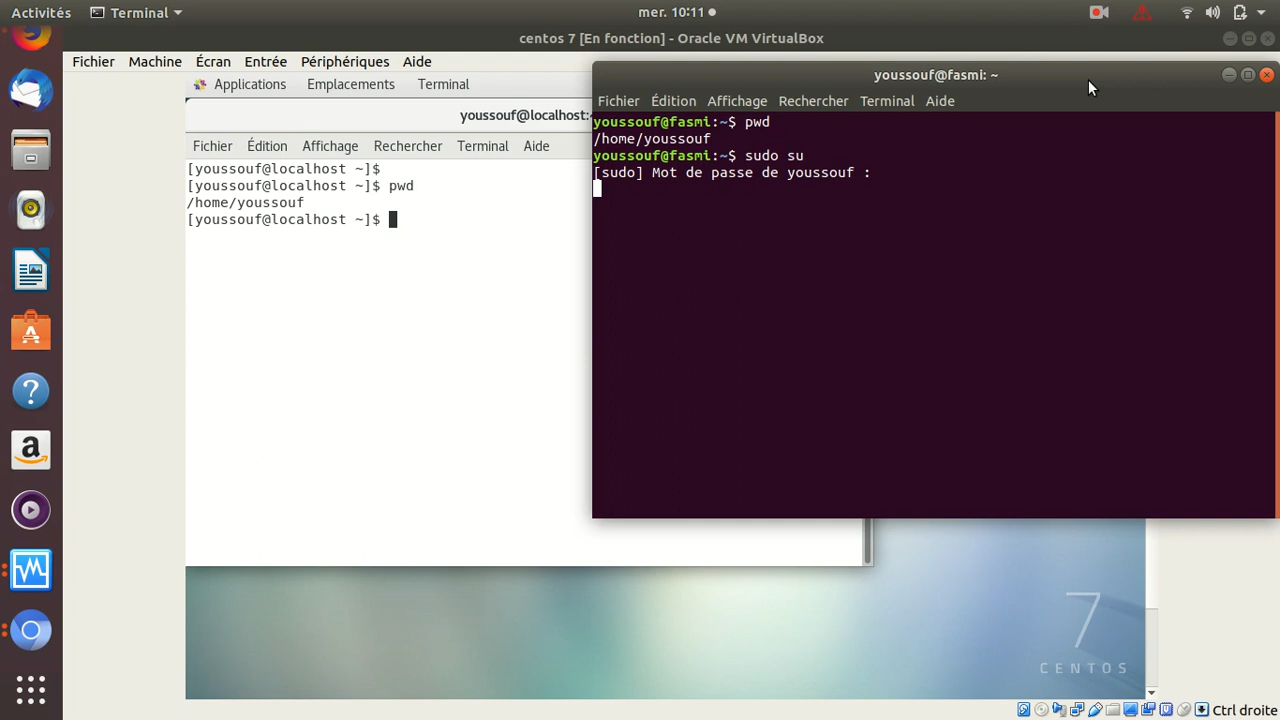 Activités
Terminal
mer. 10:11
centos 7 [En fonction] - Oracle VM VirtualBox
Fichier Machine Écran Entrée Périphériques Aide
Applications Emplacements Terminal
youssouf@localhost:
Fichier Édition Affichage Rechercher Terminal Aide
[youssouf@localhost ~]$
[youssouf@localhost ~]$ pwd
/home/youssouf
[youssouf@localhost ~]$
youssouf@fasmi: ~
Fichier Édition Affichage Rechercher Terminal Aide
youssouf@fasmi:~$ pwd
/home/youssouf
youssouf@fasmi:~$ sudo su
[sudo] Mot de passe de youssouf :
7
CENTOS
Ctrl droite